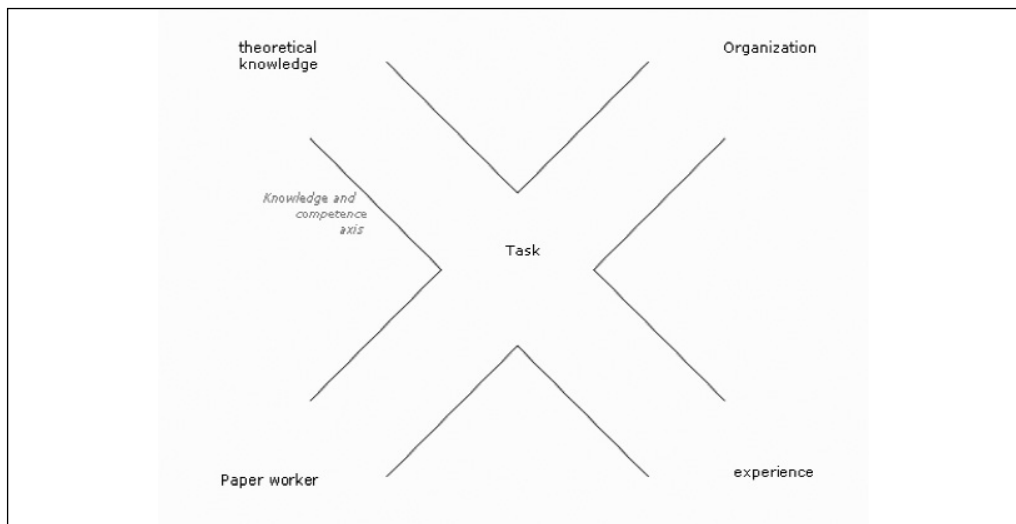 theoretical
knowledge
Organization
Knowledge and
competence
axis
Task
Paper worker
experience